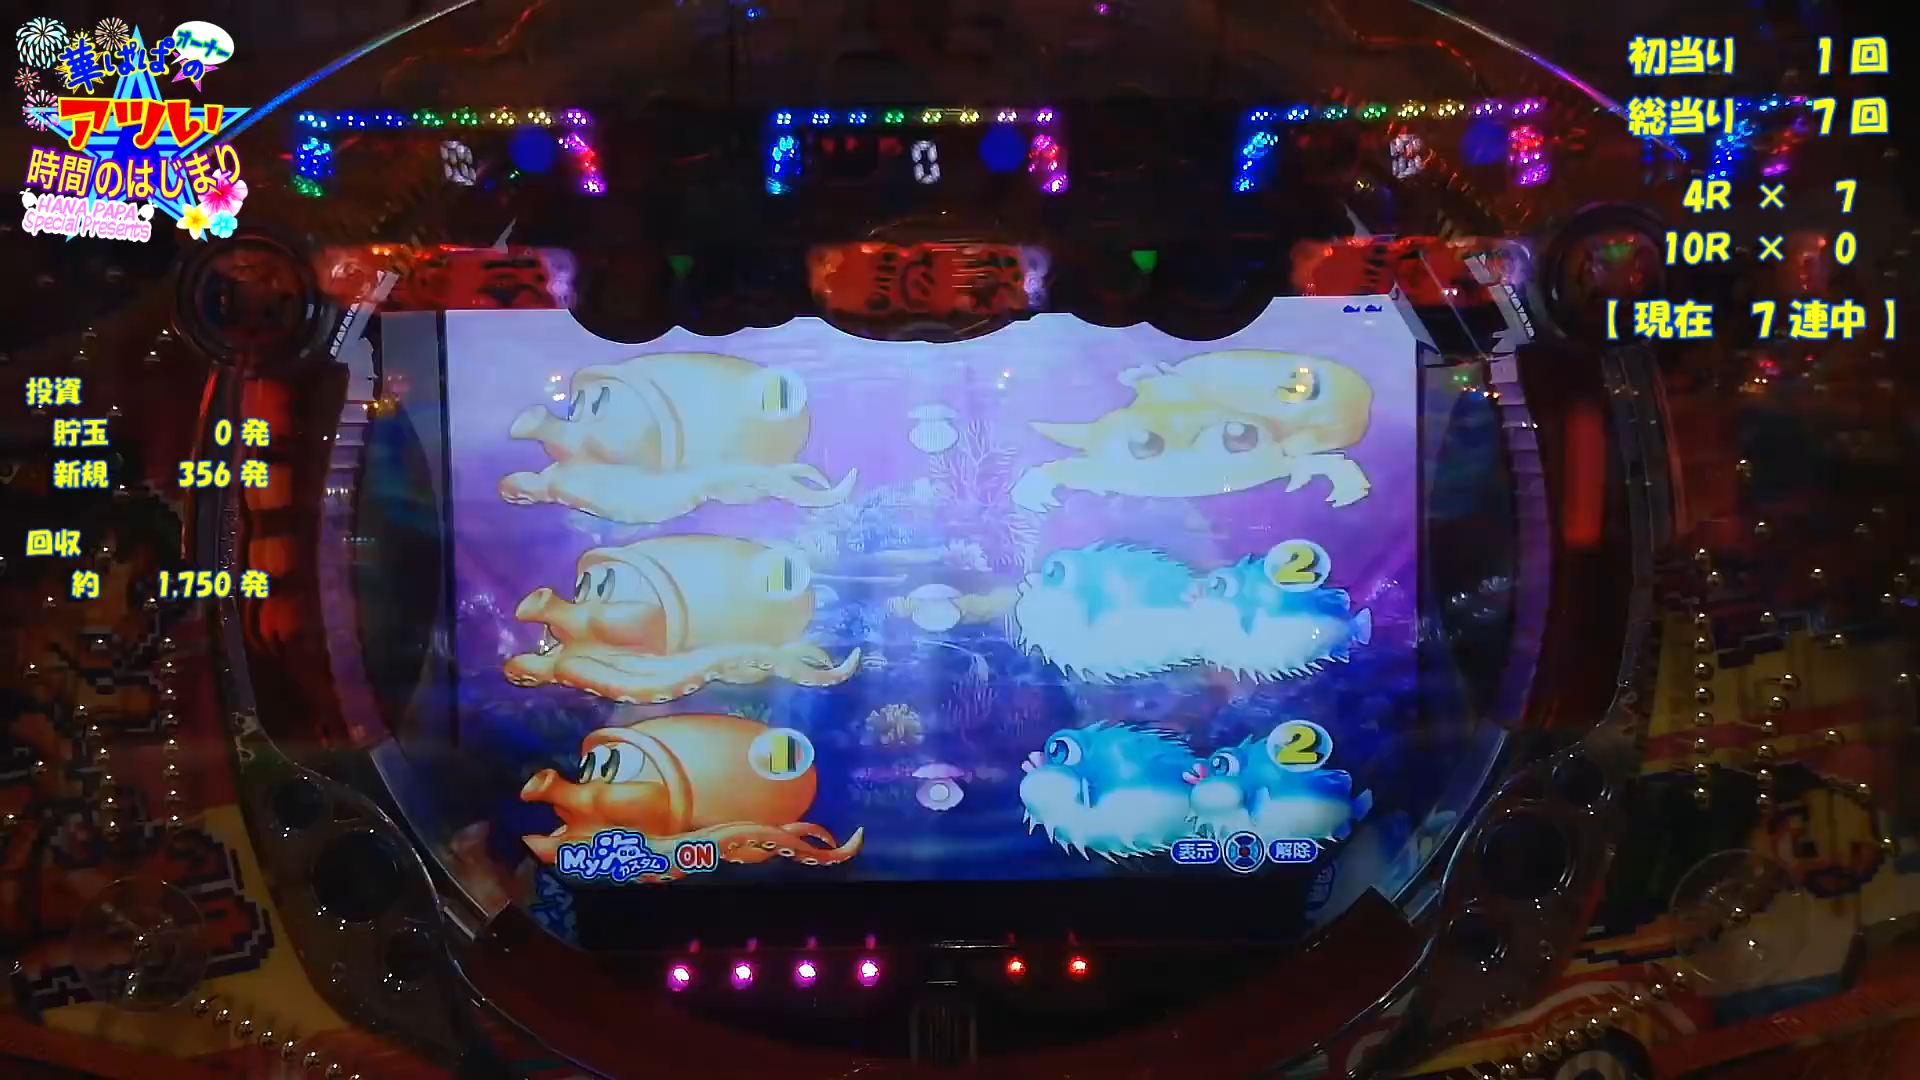 華ぱぱオーナーの
アツい
時間のはじまり
HANA PAPA
Special Presents
初当り 1 回
総当り 7 回
4R × 7
10R × 0
【 現在 7 連中 】
投資
貯玉 0 発
新規 356 発
回収
約 1,750 発
0
1
3
1
2
1
2
My海カスタム ON
表示 解除